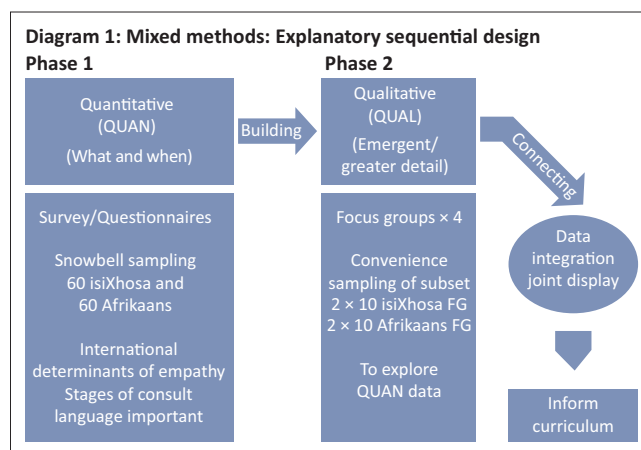 Diagram 1: Mixed methods: Explanatory sequential design
Phase 1
Phase 2
Quantitative
(QUAN)
(What and when)
Building
Qualitative
(QUAL)
(Emergent/
greater detail)
Connecting
Survey/Questionnaires
Snowbell sampling
60 isiXhosa and
60 Afrikaans
International
determinants of empathy
Stages of consult
language important
Focus groups × 4
Convenience
sampling of subset
2 × 10 isiXhosa FG
2 × 10 Afrikaans FG
To explore
QUAN data
Data
integration
joint display
Inform
curriculum